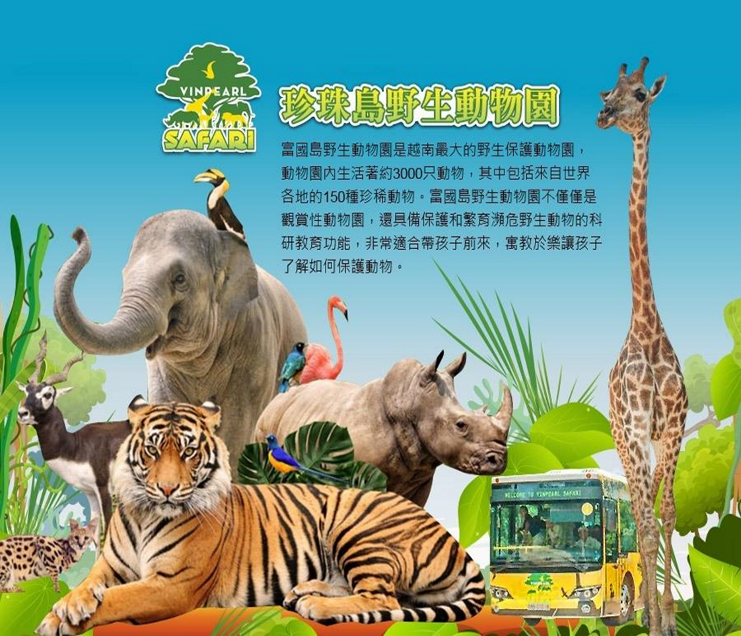 VINPEARL
SAFARI
珍珠島野生動物園
富國島野生動物園是越南最大的野生保護動物園，
動物園內生活著約3000只動物，其中包括來自世界
各地的150種珍稀動物。富國島野生動物園不僅僅是
觀賞性動物園，還具備保護和繁育瀕危野生動物的科
研教育功能，非常適合帶孩子前來，寓教於樂讓孩子
了解如何保護動物。
WELCOME TO VINPEARL SAFARI